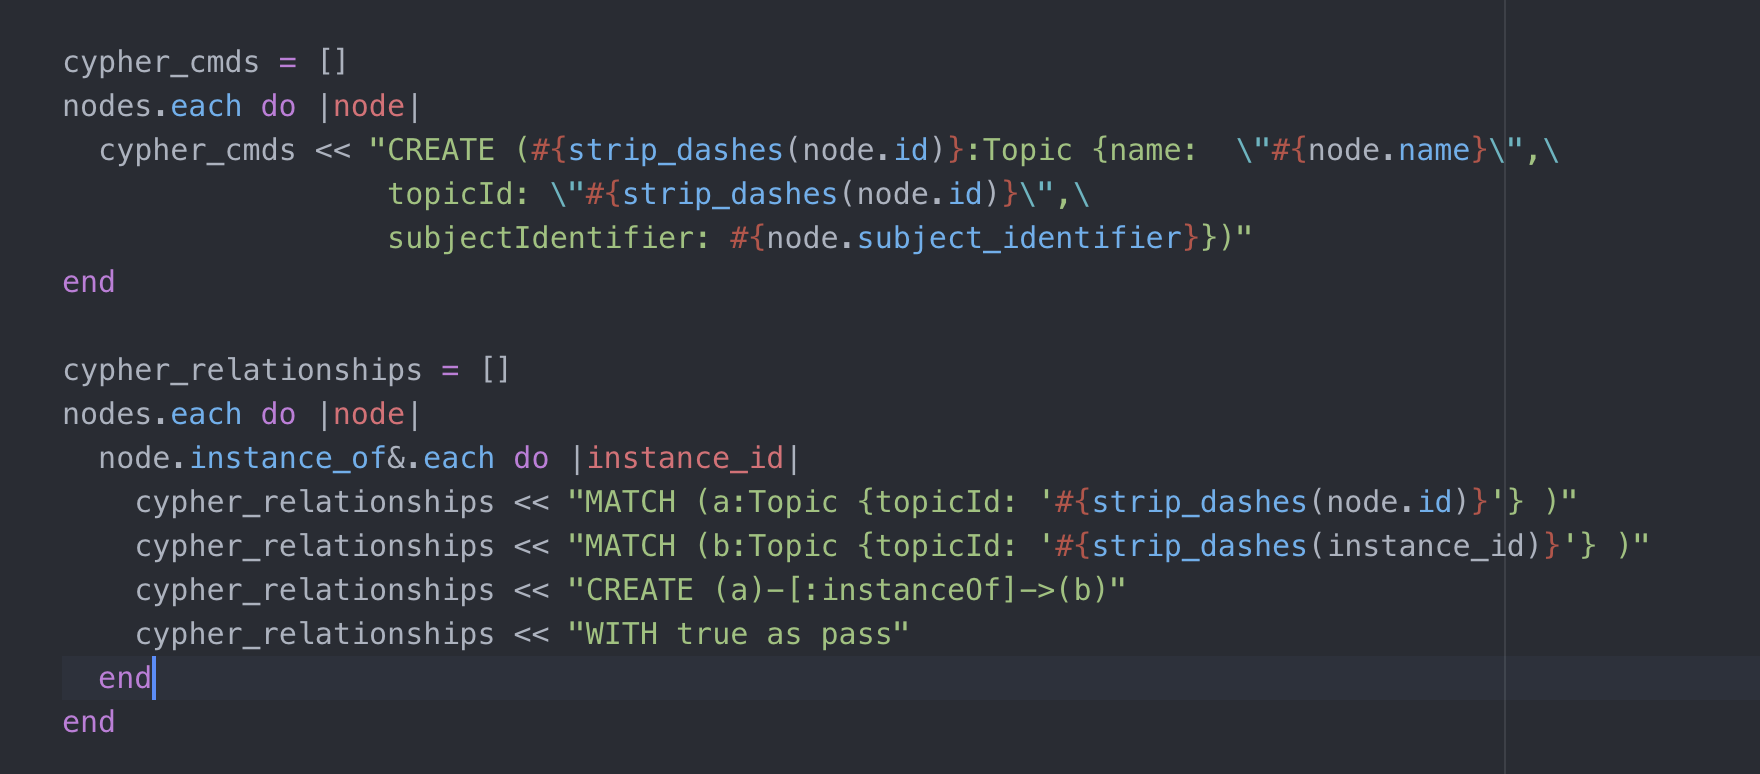 cypher_cmds = []
nodes.each do |node|
  cypher_cmds << "CREATE (#{strip_dashes(node.id)}:Topic {name:  \"#{node.name}\",\
                  topicId: \"#{strip_dashes(node.id)}\",\
                  subjectIdentifier: #{node.subject_identifier}})"
end

cypher_relationships = []
nodes.each do |node|
  node.instance_of&.each do |instance_id|
    cypher_relationships << "MATCH (a:Topic {topicId: '#{strip_dashes(node.id)}'} )"
    cypher_relationships << "MATCH (b:Topic {topicId: '#{strip_dashes(instance_id)}'} )"
    cypher_relationships << "CREATE (a)-[:instanceOf]->(b)"
    cypher_relationships << "WITH true as pass"
  end
end